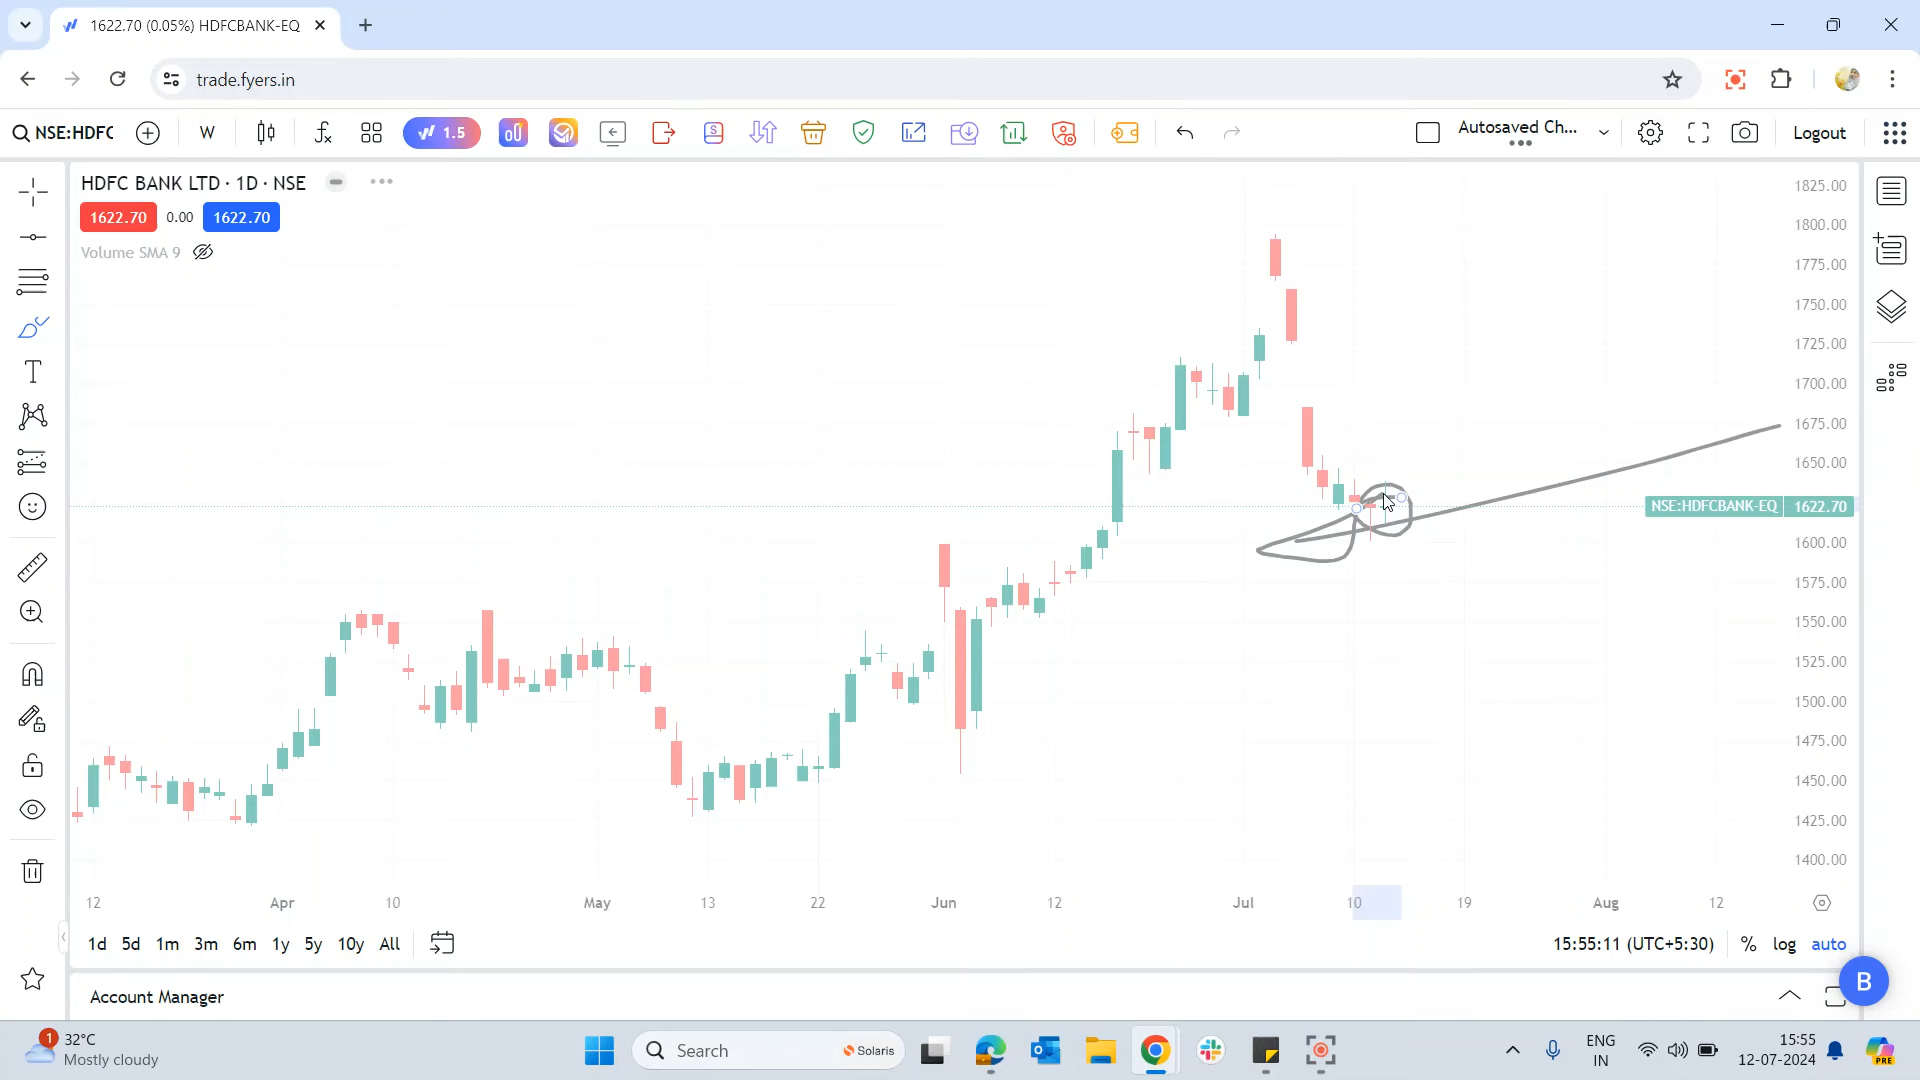 1622.70 (0.05%) HDFCBANK-EQ
trade.fyers.in
NSE:HDFC
W
1.5
S
Autosaved Ch...
Logout
HDFC BANK LTD · 1D · NSE
1622.70 0.00 1622.70
Volume SMA 9
1825.00
1800.00
1775.00
1750.00
1725.00
1700.00
1675.00
1650.00
NSE:HDFCBANK-EQ 1622.70
1600.00
1575.00
1550.00
1525.00
1500.00
1475.00
1450.00
1425.00
1400.00
12 Apr 10 May 13 22 Jun 12 Jul 10 19 Aug 12
1d 5d 1m 3m 6m 1y 5y 10y All
15:55:11 (UTC+5:30) % log auto
B
Account Manager
1
32°C
Mostly cloudy
Search
Solaris
ENG
IN
15:55
12-07-2024
PRE